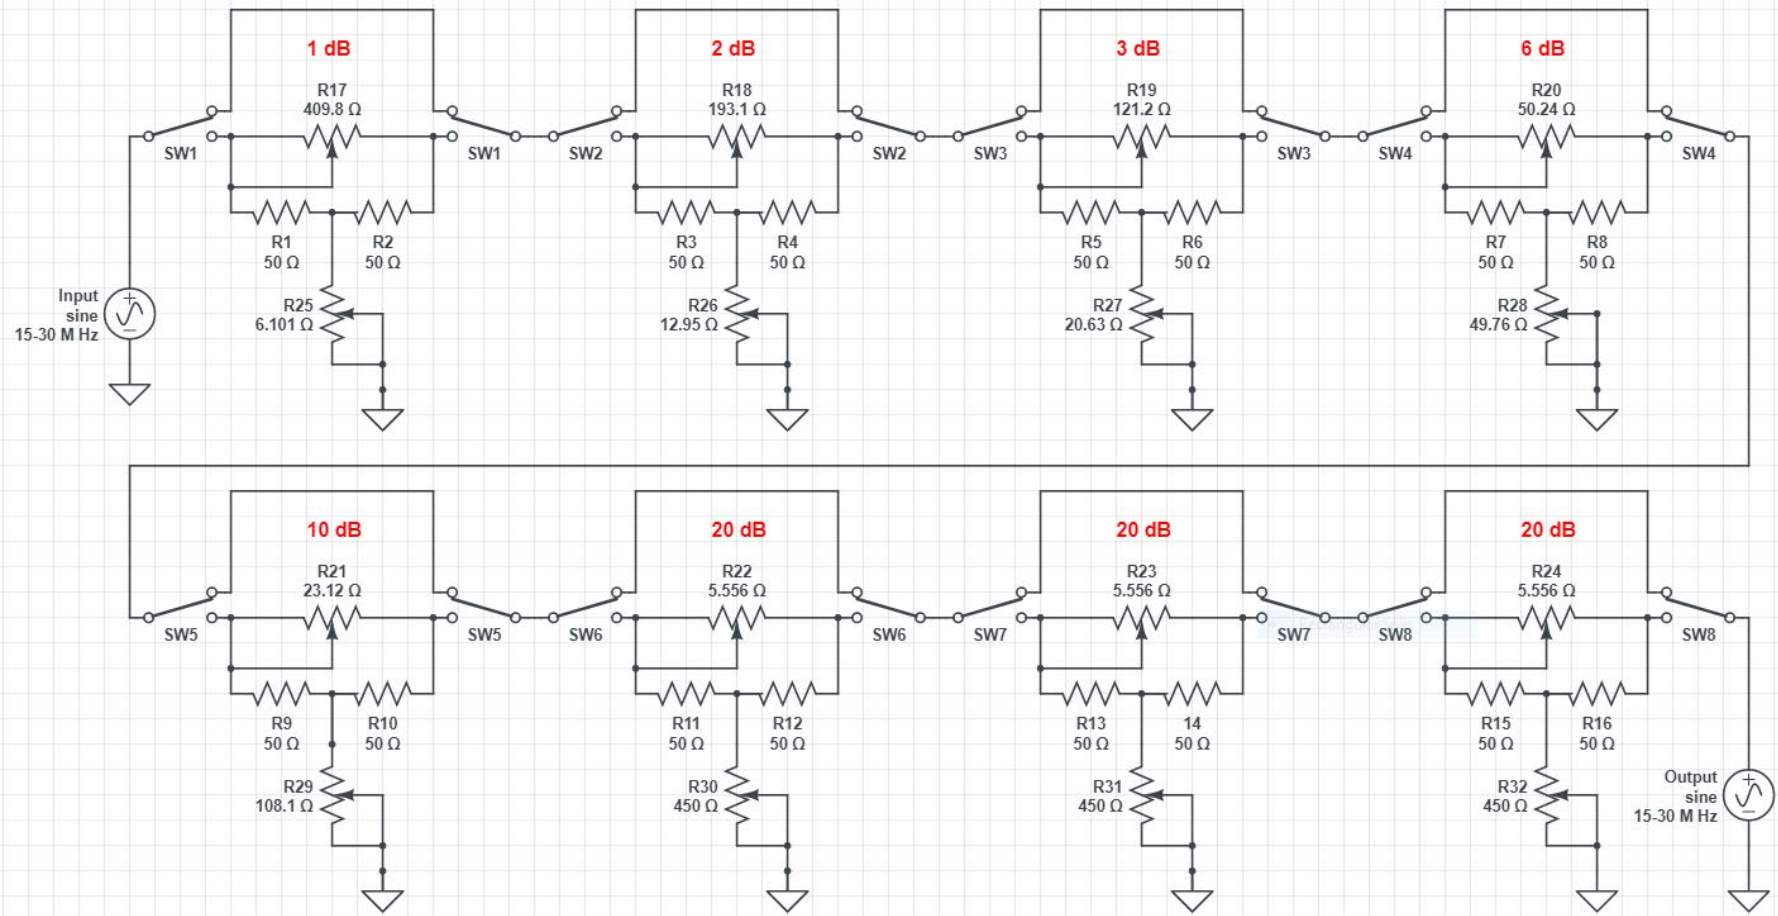 1 dB
2 dB
3 dB
6 dB
R17
409.8 Ω
R18
193.1 Ω
R19
121.2 Ω
R20
50.24 Ω
SW1
SW1
SW2
SW2
SW3
SW3
SW4
SW4
R1
50 Ω
R2
50 Ω
R3
50 Ω
R4
50 Ω
R5
50 Ω
R6
50 Ω
R7
50 Ω
R8
50 Ω
Input
sine
15-30 M Hz
R25
6.101 Ω
R26
12.95 Ω
R27
20.63 Ω
R28
49.76 Ω
10 dB
20 dB
20 dB
20 dB
R21
23.12 Ω
R22
5.556 Ω
R23
5.556 Ω
R24
5.556 Ω
SW5
SW5
SW6
SW6
SW7
SW7
SW8
SW8
R9
50 Ω
R10
50 Ω
R11
50 Ω
R12
50 Ω
R13
50 Ω
14
50 Ω
R15
50 Ω
R16
50 Ω
R29
108.1 Ω
R30
450 Ω
R31
450 Ω
R32
450 Ω
Output
sine
15-30 M Hz